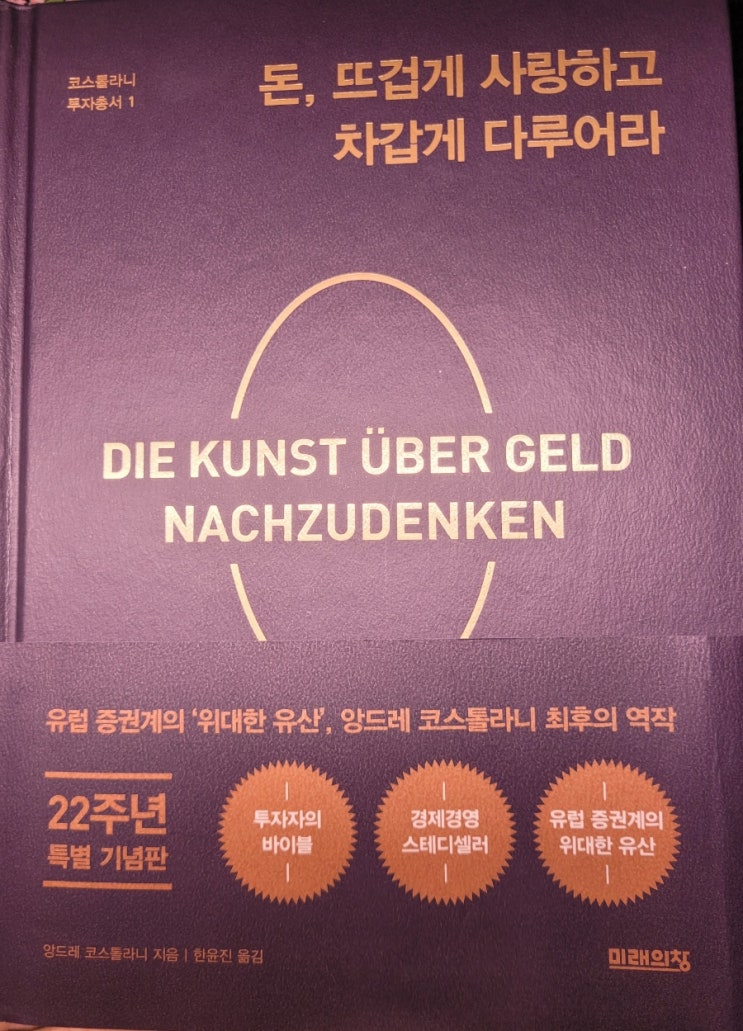 코스톨라니
투자총서 1
돈, 뜨겁게 사랑하고
차갑게 다루어라
DIE KUNST ÜBER GELD
NACHZUDENKEN
유럽 증권계의 '위대한 유산', 앙드레 코스톨라니 최후의 역작
22주년
특별 기념판
투자자의
바이블
경제경영
스테디셀러
유럽 증권계의
위대한 유산
앙드레 코스톨라니 지음 | 한윤진 옮김
미래의창